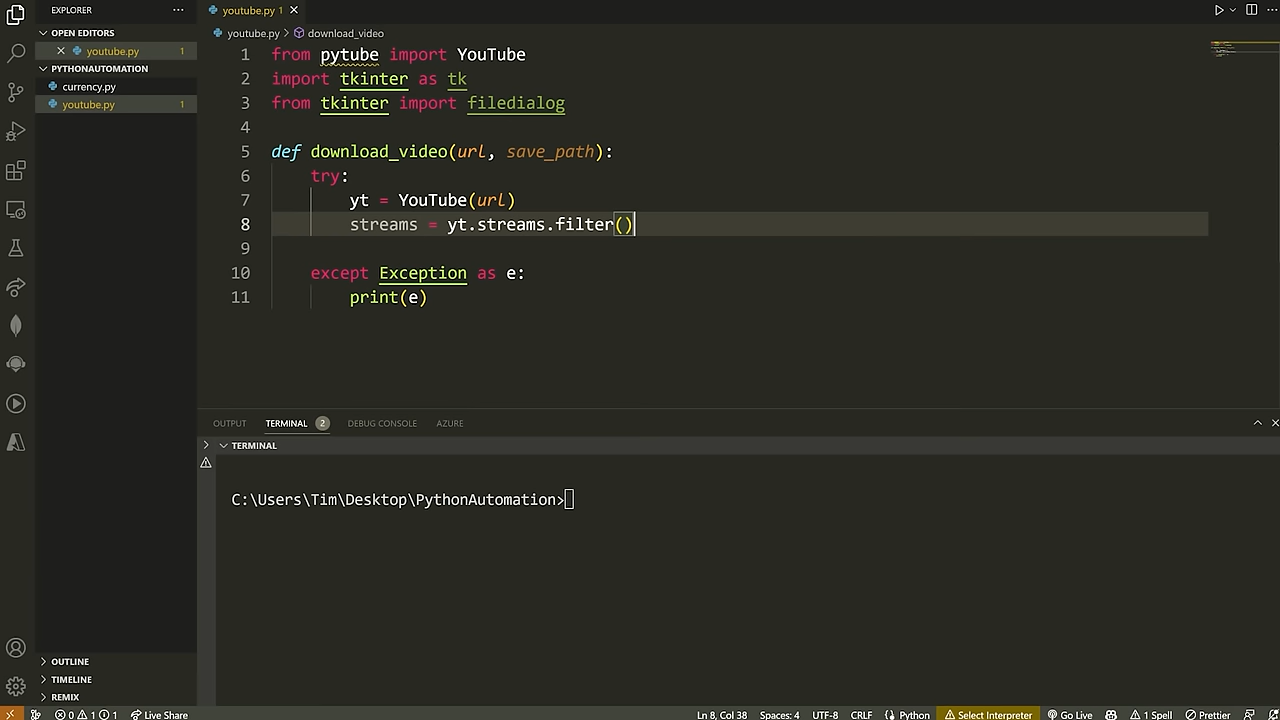 EXPLORER
youtube.py 1
OPEN EDITORS
youtube.py > download_video
youtube.py 1
PYTHONAUTOMATION
currency.py
youtube.py 1
1 from pytube import YouTube
2 import tkinter as tk
3 from tkinter import filedialog
4
5 def download_video(url, save_path):
6 try:
7 yt = YouTube(url)
8 streams = yt.streams.filter()
9
10 except Exception as e:
11 print(e)
OUTPUT TERMINAL 2 DEBUG CONSOLE AZURE
TERMINAL
C:\Users\Tim\Desktop\PythonAutomation>
OUTLINE
TIMELINE
REMIX
0 1 1 Live Share Ln 8, Col 38 Spaces: 4 UTF-8 CRLF Python Select Interpreter Go Live 1 Spell Prettier